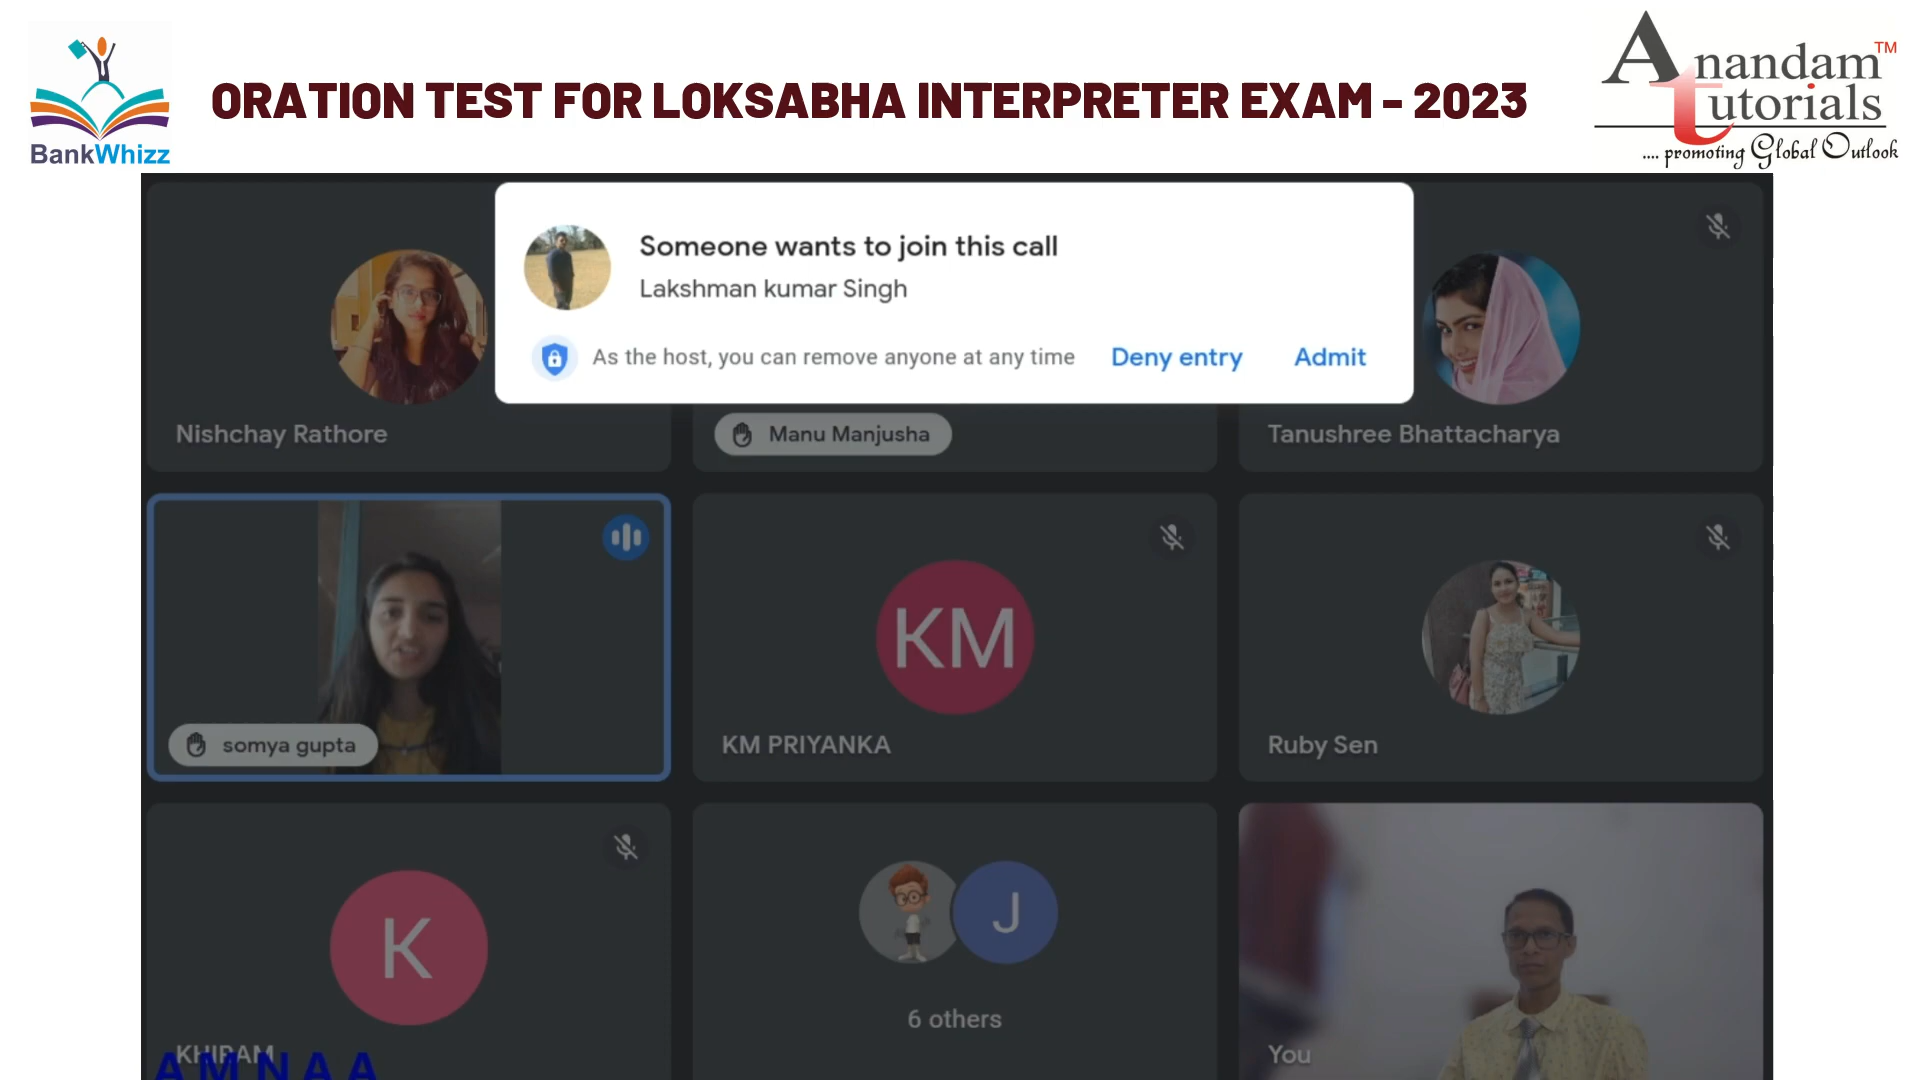 BankWhizz
ORATION TEST FOR LOKSABHA INTERPRETER EXAM - 2023
Anandam TM
tutorials
.... promoting Global Outlook
Someone wants to join this call
Lakshman kumar Singh
As the host, you can remove anyone at any time
Deny entry
Admit
Nishchay Rathore
Manu Manjusha
Tanushree Bhattacharya
somya gupta
KM
KM PRIYANKA
Ruby Sen
K
J
6 others
You
AMNAA